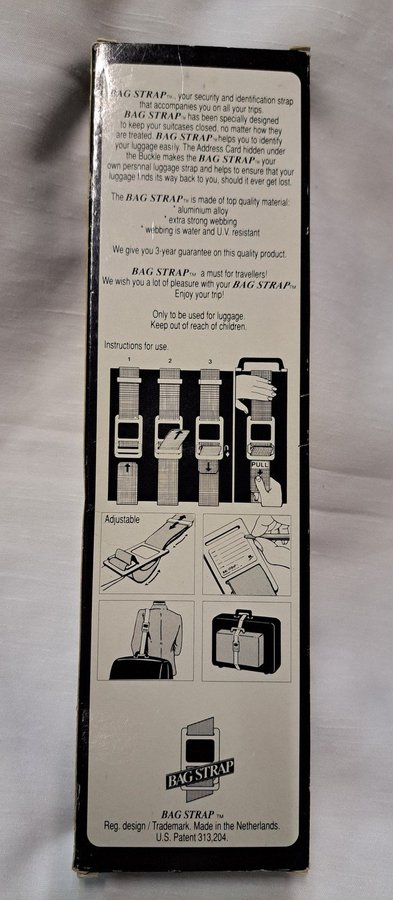 BAG STRAP™... your security and identification strap
that accompanies you on all your trips.
BAG STRAP™ has been specially designed
to keep your suitcases closed, no matter how they
are treated. BAG STRAP™ helps you to identify
your luggage easily. The Address Card hidden under
the Buckle makes the BAG STRAP™ your
own personal luggage strap and helps to ensure that your
luggage finds its way back to you, should it ever get lost.
The BAG STRAP™ is made of top quality material:
* aluminium alloy
* extra strong webbing
* webbing is water and U.V. resistant
We give you 3-year guarantee on this quality product.
BAG STRAP™ a must for travellers!
We wish you a lot of pleasure with your BAG STRAP™
Enjoy your trip!
Only to be used for luggage.
Keep out of reach of children.
Instructions for use.
1 2 3
PULL
Adjustable
BAG STRAP
BAG STRAP ™
Reg. design / Trademark. Made in the Netherlands.
U.S. Patent 313,204.